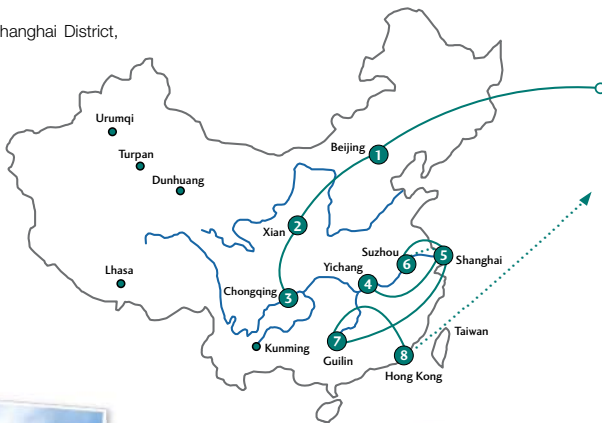 hanghai District,
Urumqi
Turpan
Dunhuang
Beijing
1
Xian
2
Lhasa
Chongqing
3
Yichang
4
Suzhou
6
5
Shanghai
Kunming
7
Guilin
8
Hong Kong
Taiwan